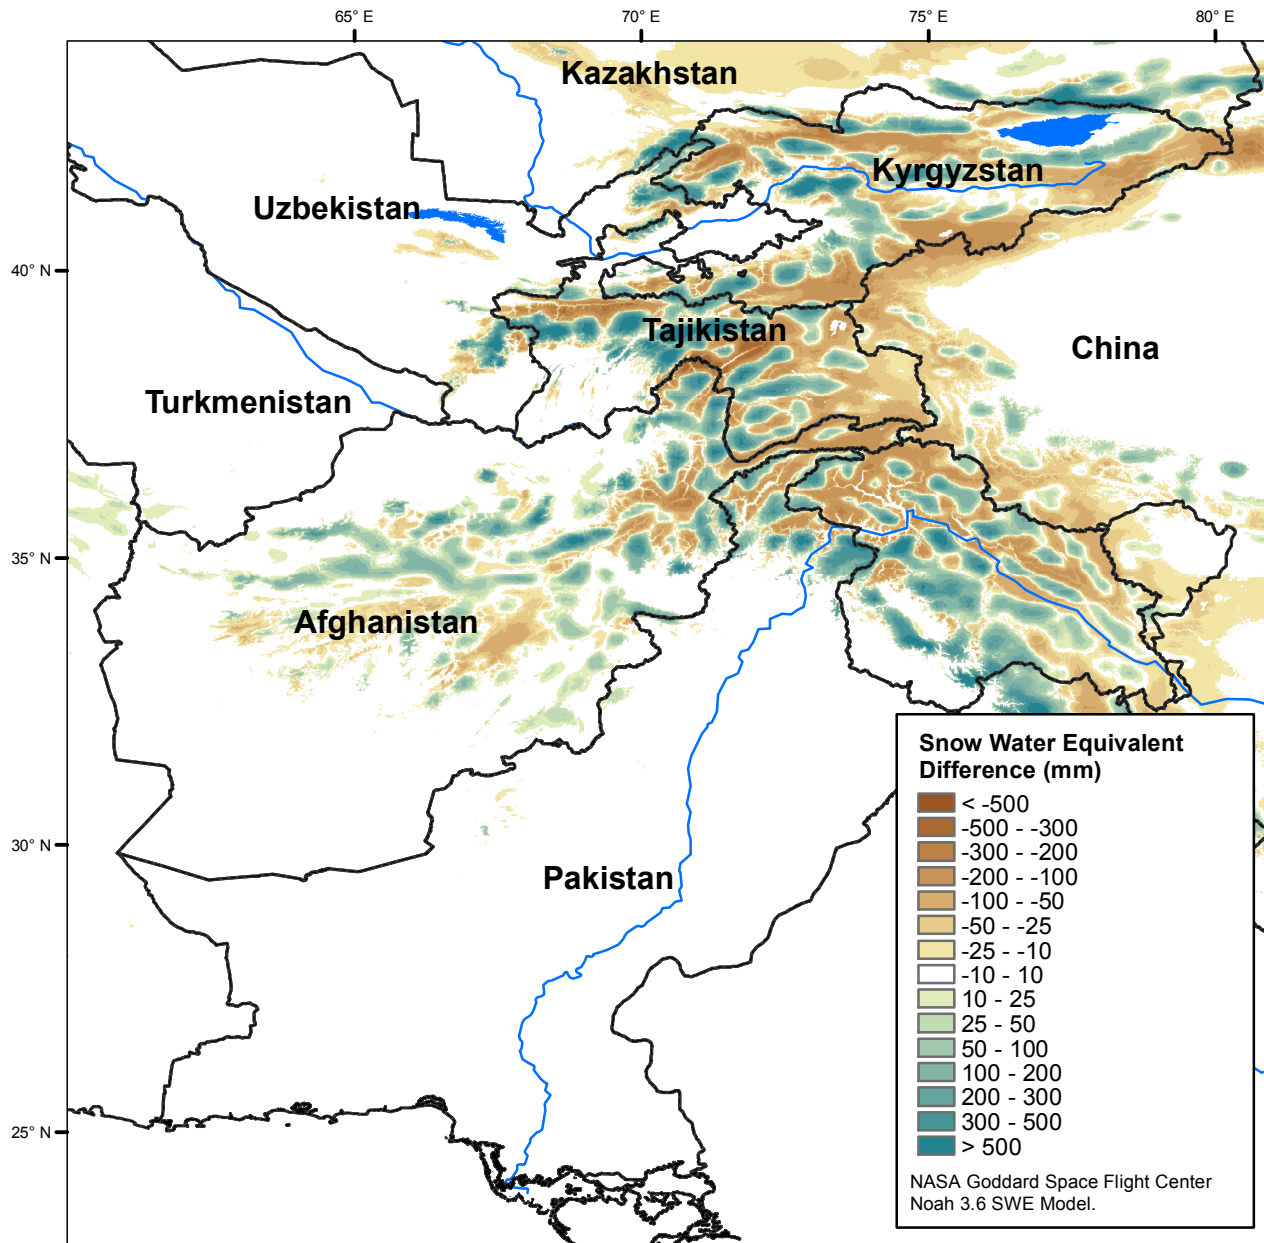 65° E
70° E
75° E
80° E
Kazakhstan
Kyrgyzstan
Uzbekistan
40° N
Tajikistan
China
Turkmenistan
35° N
Afghanistan
Snow Water Equivalent
Difference (mm)
< -500
-500 - -300
-300 - -200
-200 - -100
-100 - -50
-50 - -25
-25 - -10
-10 - 10
10 - 25
25 - 50
50 - 100
100 - 200
200 - 300
300 - 500
> 500
NASA Goddard Space Flight Center
Noah 3.6 SWE Model.
30° N
Pakistan
25° N